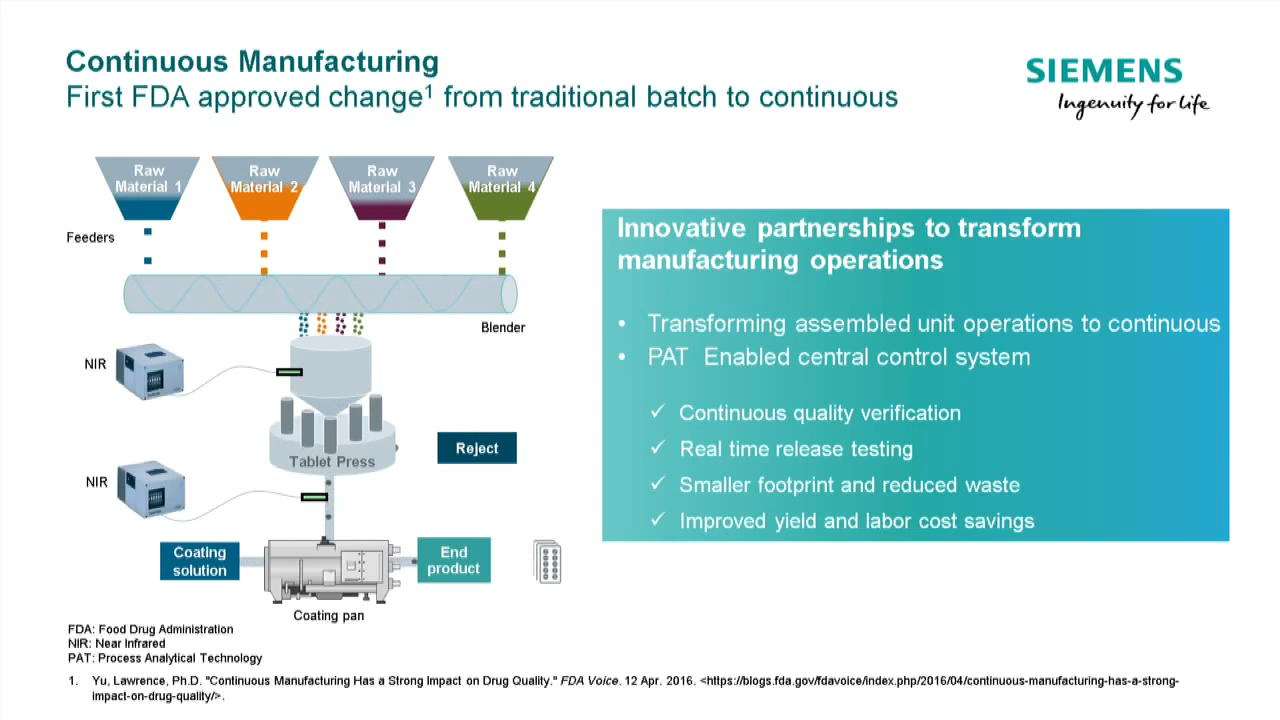 Continuous Manufacturing
First FDA approved change1 from traditional batch to continuous
SIEMENS
Ingenuity for life
Raw
Material 1
Raw
Material 2
Raw
Material 3
Raw
Material 4
Feeders
Blender
NIR
Tablet Press
Reject
NIR
Coating
solution
End
product
Coating pan
Innovative partnerships to transform
manufacturing operations
• Transforming assembled unit operations to continuous
• PAT Enabled central control system
✓ Continuous quality verification
✓ Real time release testing
✓ Smaller footprint and reduced waste
✓ Improved yield and labor cost savings
FDA: Food Drug Administration
NIR: Near Infrared
PAT: Process Analytical Technology
1. Yu, Lawrence, Ph.D. "Continuous Manufacturing Has a Strong Impact on Drug Quality." FDA Voice. 12 Apr. 2016. <https://blogs.fda.gov/fdavoice/index.php/2016/04/continuous-manufacturing-has-a-strong-
impact-on-drug-quality/>.